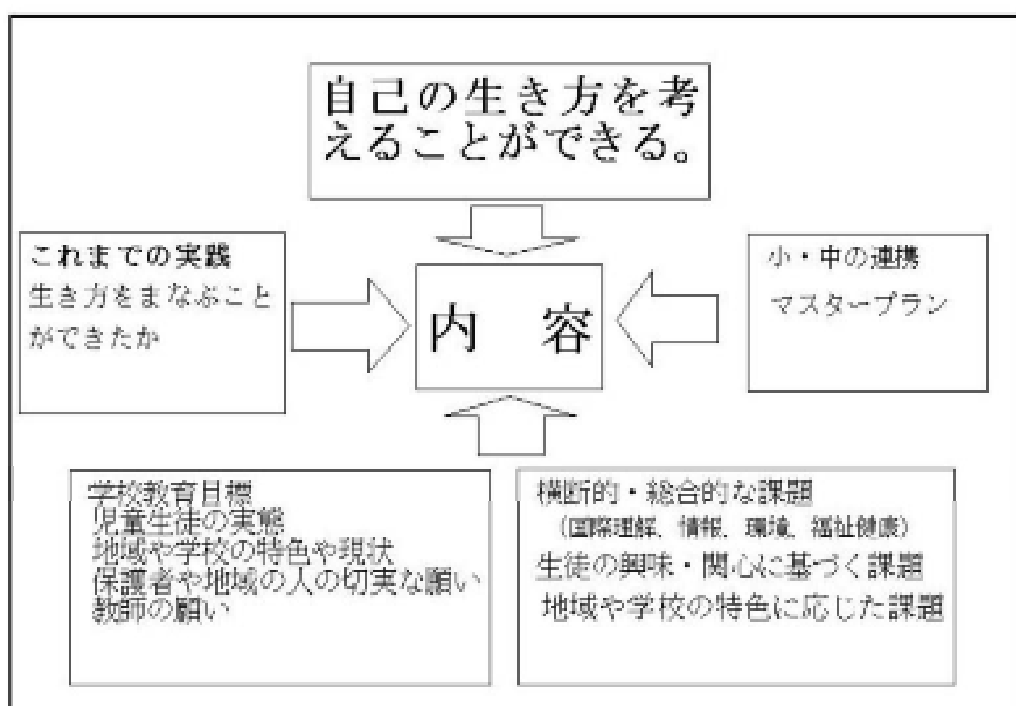 自己の生き方を考
えることができる。
これまでの実践
生き方をまなぶこと
ができたか
内　容
小・中の連携
マスタープラン
学校教育目標
児童生徒の実態
地域や学校の特色や現状
保護者や地域の人の切実な願い
教師の願い
横断的・総合的な課題
（国際理解、情報、環境、福祉健康）
生徒の興味・関心に基づく課題
地域や学校の特色に応じた課題